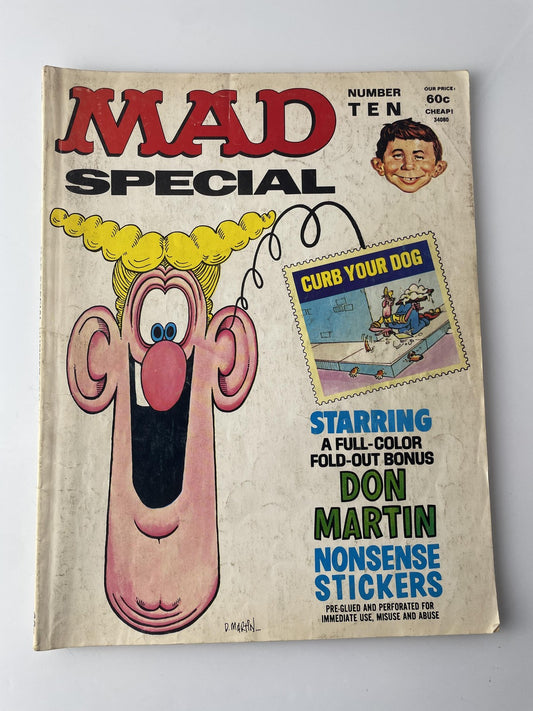 MAD
SPECIAL
NUMBER
TEN
OUR PRICE:
60c
CHEAP!
34080
CURB YOUR DOG
STARRING
A FULL-COLOR
FOLD-OUT BONUS
DON
MARTIN
NONSENSE
STICKERS
PRE-GLUED AND PERFORATED FOR
IMMEDIATE USE, MISUSE AND ABUSE
D. MARTIN